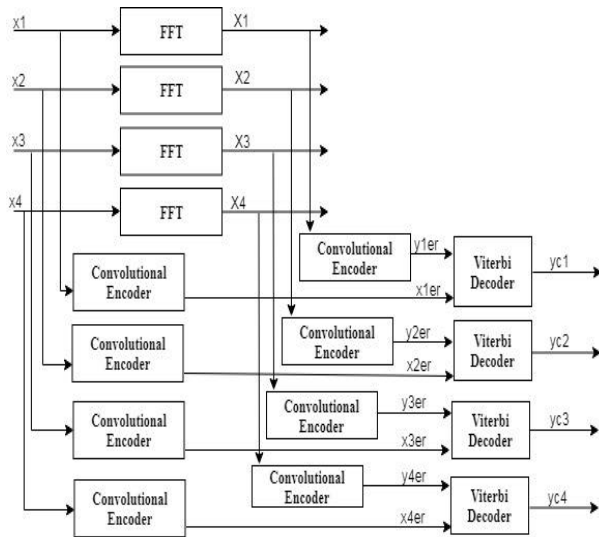 x1
FFT
X1
x2
FFT
X2
x3
FFT
X3
x4
FFT
X4
Convolutional
Encoder
y1er
Viterbi
Decoder
yc1
Convolutional
Encoder
x1er
Convolutional
Encoder
y2er
Viterbi
Decoder
yc2
Convolutional
Encoder
x2er
Convolutional
Encoder
y3er
Viterbi
Decoder
yc3
Convolutional
Encoder
x3er
Convolutional
Encoder
y4er
Viterbi
Decoder
yc4
Convolutional
Encoder
x4er